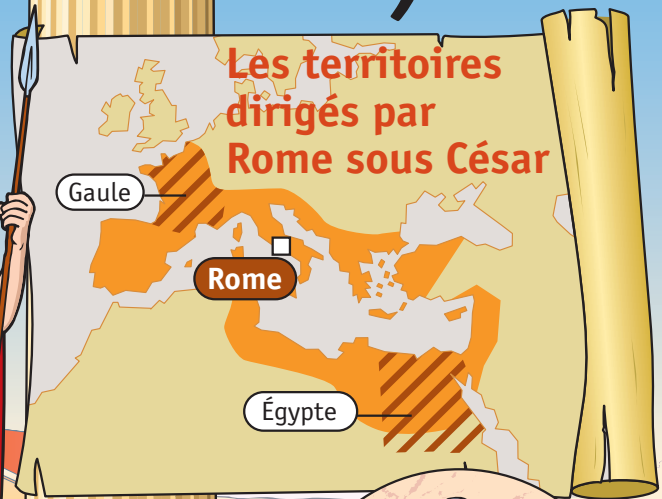 Les territoires
dirigés par
Rome sous César
Gaule
Rome
Égypte